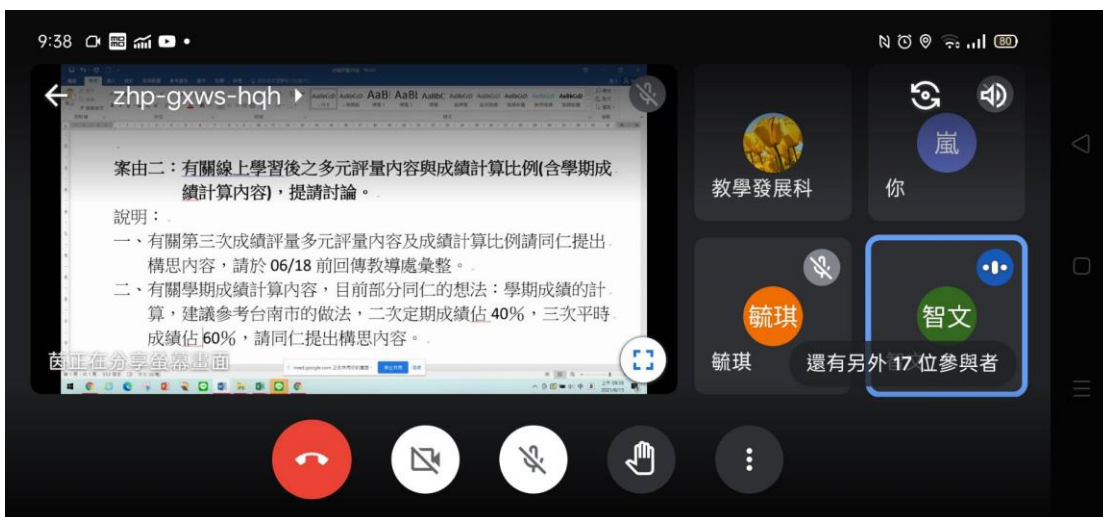 9:38
80
zhp-gxws-hqh
AaBl AaBt AaBbC
案由二：有關線上學習後之多元評量內容與成績計算比例(含學期成
績計算內容)，提請討論。
說明：
一、有關第三次成績評量多元評量內容及成績計算比例請同仁提出
構思內容，請於 06/18 前回傳教導處彙整。
二、有關學期成績計算內容，目前部分同仁的想法：學期成績的計
算，建議參考台南市的做法，二次定期成績佔 40%，三次平時
成績佔 60%，請同仁提出構思內容。
茵正在分享螢幕畫面
教學發展科
嵐
你
毓琪
毓琪
智文
還有另外 17 位參與者